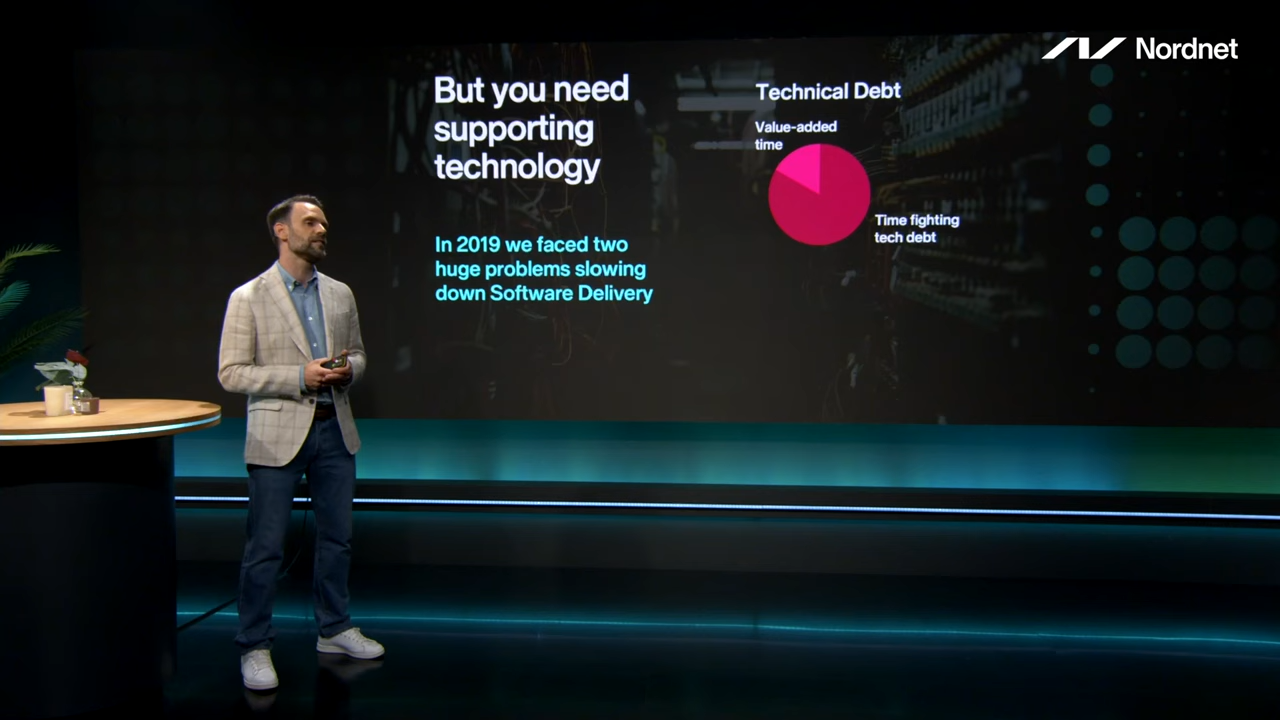 Nordnet
But you need
supporting
technology
In 2019 we faced two
huge problems slowing
down Software Delivery
Technical Debt
Value-added
time
Time fighting
tech debt